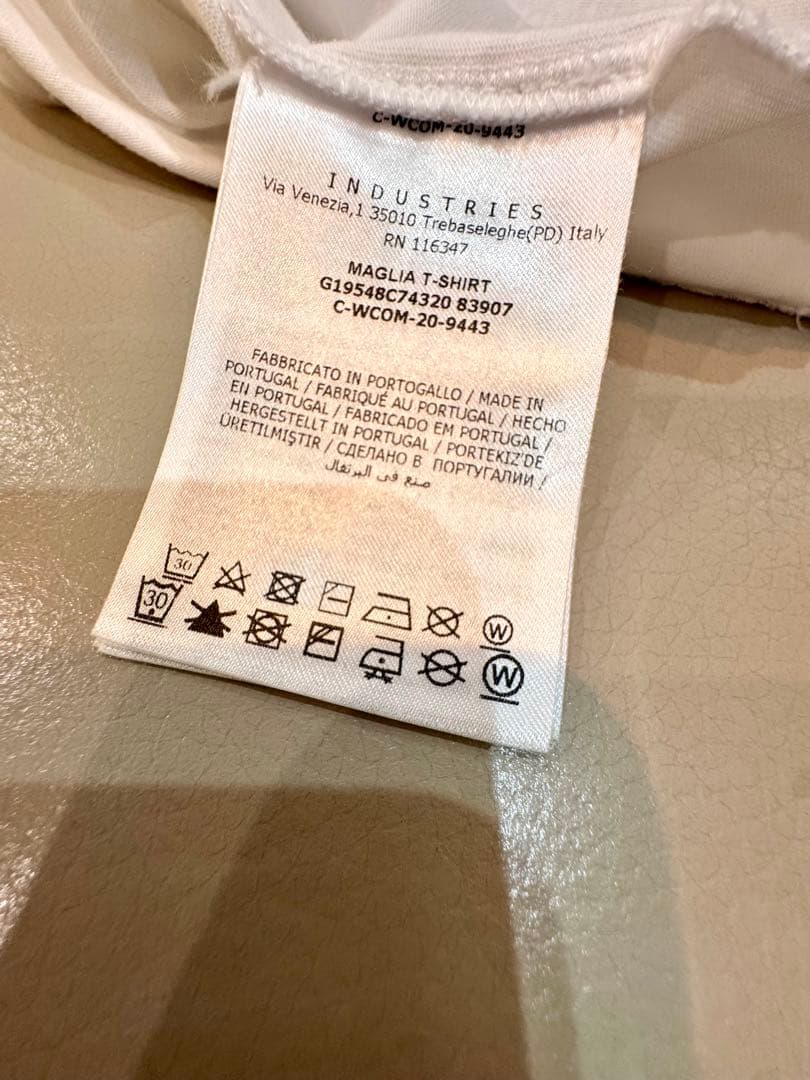 C-WCOM-20-9443
INDUSTRIES
Via Venezia,1 35010 Trebaseleghe(PD) Italy
RN 116347
MAGLIA T-SHIRT
G19548C74320 83907
C-WCOM-20-9443
FABBRICATO IN PORTOGALLO / MADE IN
PORTUGAL / FABRIQUÉ AU PORTUGAL / HECHO
EN PORTUGAL / FABRICADO EM PORTUGAL /
HERGESTELLT IN PORTUGAL / PORTEKIZ'DE
ÜRETILMIŞTIR / СДЕЛАНО В ПОРТУГАЛИИ /
صنع في البرتغال
30
30
W
W